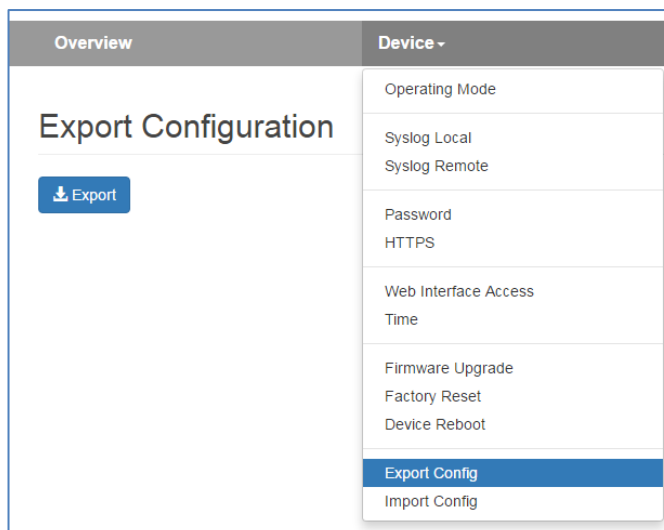 Overview
Device
Export Configuration
Export
Operating Mode
Syslog Local
Syslog Remote
Password
HTTPS
Web Interface Access
Time
Firmware Upgrade
Factory Reset
Device Reboot
Export Config
Import Config